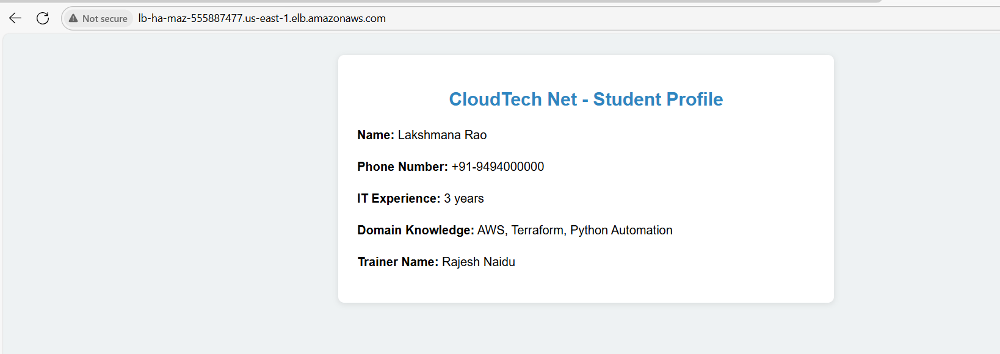 Not secure lb-ha-maz-555887477.us-east-1.elb.amazonaws.com
CloudTech Net - Student Profile
Name: Lakshmana Rao
Phone Number: +91-9494000000
IT Experience: 3 years
Domain Knowledge: AWS, Terraform, Python Automation
Trainer Name: Rajesh Naidu